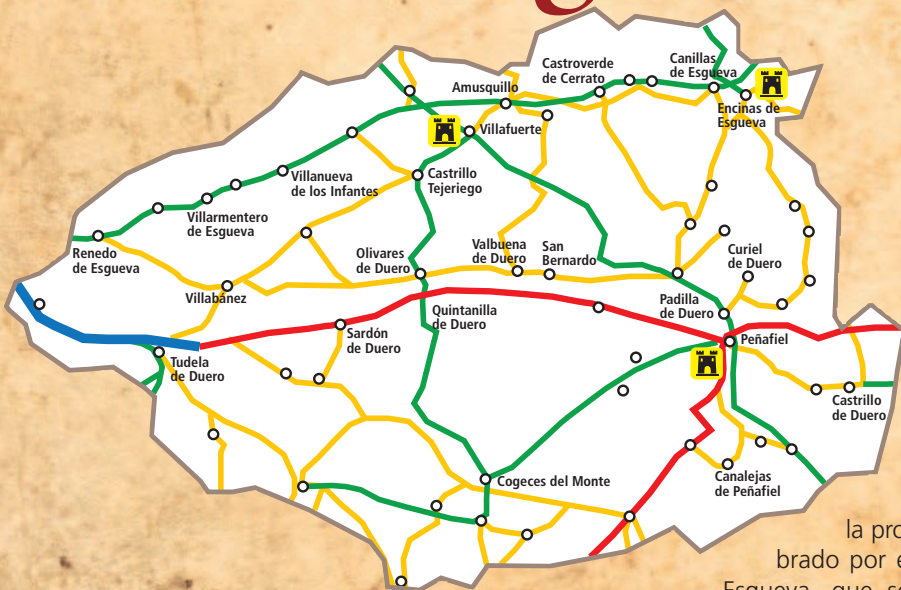 Castroverde
de Cerrato
Canillas
de Esgueva
Amusquillo
Encinas de
Esgueva
Villafuerte
Villanueva
de los Infantes
Castrillo
Tejeriego
Villarmentero
de Esgueva
Renedo
de Esgueva
Olivares
de Duero
Valbuena
de Duero
San
Bernardo
Curiel
de Duero
Villabáñez
Padilla
de Duero
Quintanilla
de Duero
Sardón
de Duero
Peñafiel
Tudela
de Duero
Castrillo
de Duero
Cogeces del Monte
Canalejas
de Peñafiel
la pro
brado por e
Esgueva, que se